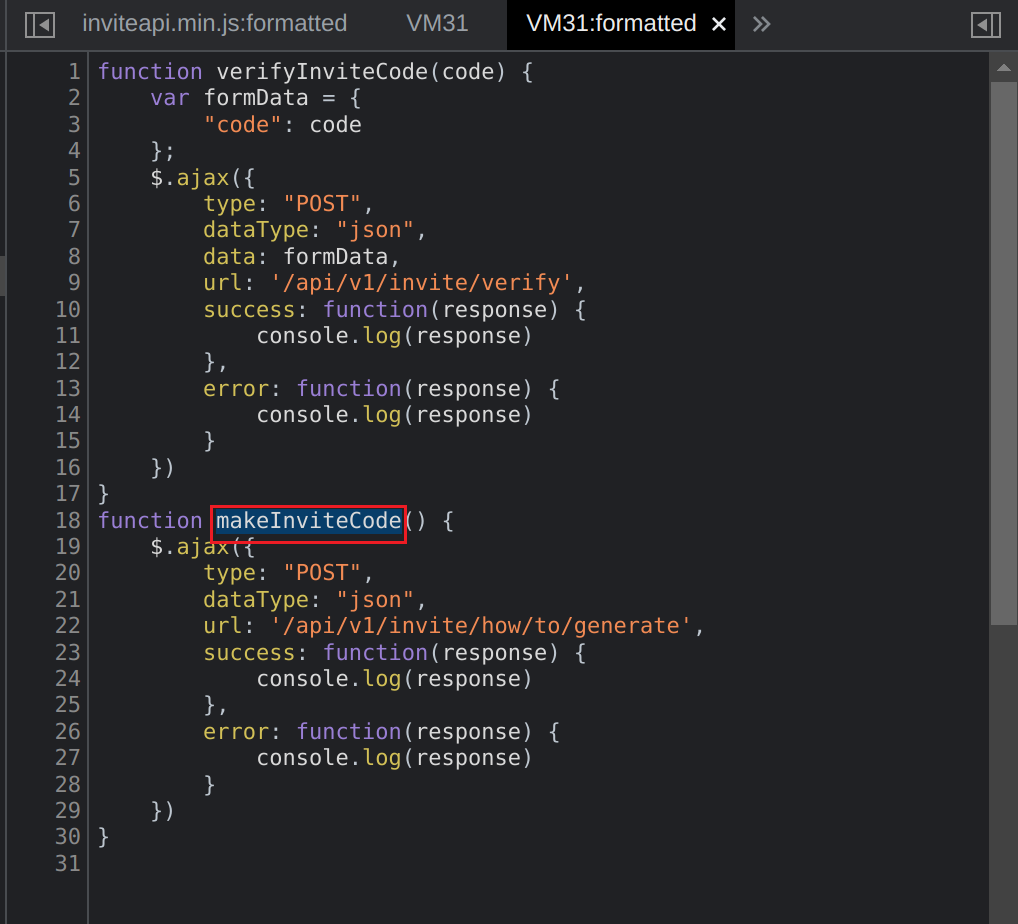 inviteapi.min.js:formatted VM31 VM31:formatted × »
1 function verifyInviteCode(code) {
2     var formData = {
3         "code": code
4     };
5     $.ajax({
6         type: "POST",
7         dataType: "json",
8         data: formData,
9         url: '/api/v1/invite/verify',
10         success: function(response) {
11             console.log(response)
12         },
13         error: function(response) {
14             console.log(response)
15         }
16     })
17 }
18 function makeInviteCode() {
19     $.ajax({
20         type: "POST",
21         dataType: "json",
22         url: '/api/v1/invite/how/to/generate',
23         success: function(response) {
24             console.log(response)
25         },
26         error: function(response) {
27             console.log(response)
28         }
29     })
30 }
31